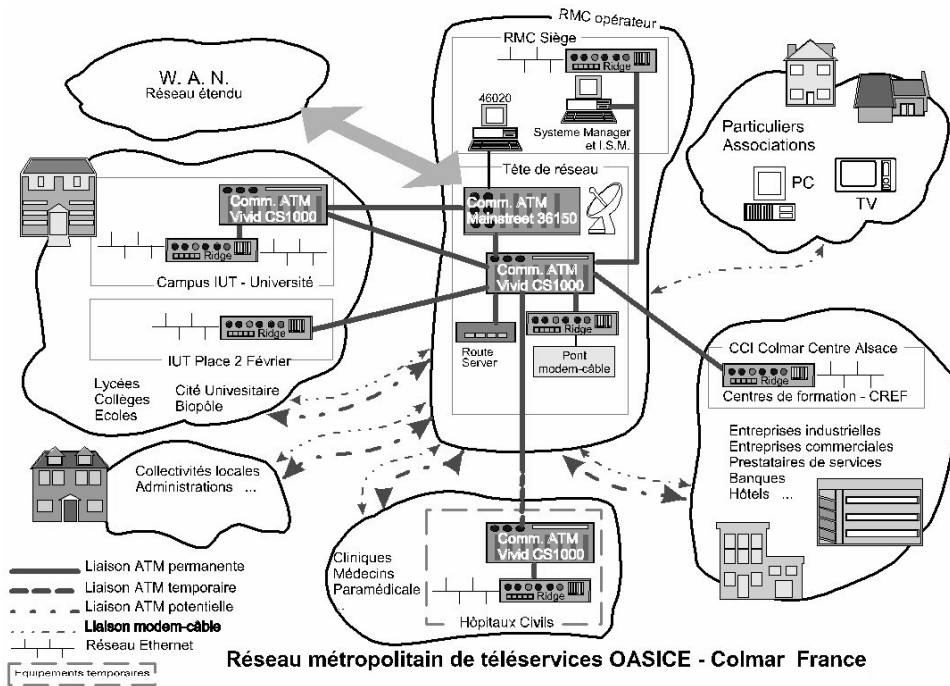 RMC opérateur
RMC Siège
Ridge
W. A. N.
Réseau étendu
46020
Systeme Manager
et I.S.M.
Particuliers
Associations
PC
TV
Tête de réseau
Comm. ATM
Mainstreet 36150
Comm. ATM
Vivid CS1000
Ridge
Campus IUT - Université
Comm. ATM
Vivid CS1000
Ridge
IUT Place 2 Février
Route
Server
Ridge
Pont
modem-câble
CCI Colmar Centre Alsace
Ridge
Centres de formation - CREF
Lycées
Collèges
Ecoles
Cité Univesitaire
Biopôle
Entreprises industrielles
Entreprises commerciales
Prestataires de services
Banques
Hôtels ...
Collectivités locales
Administrations ...
Cliniques
Médecins
Paramédicale
Comm. ATM
Vivid CS1000
Ridge
Hôpitaux Civils
Liaison ATM permanente
Liaison ATM temporaire
Liaison ATM potentielle
Liaison modem-câble
Réseau Ethernet
Equipements temporaires
Réseau métropolitain de téléservices OASICE - Colmar France